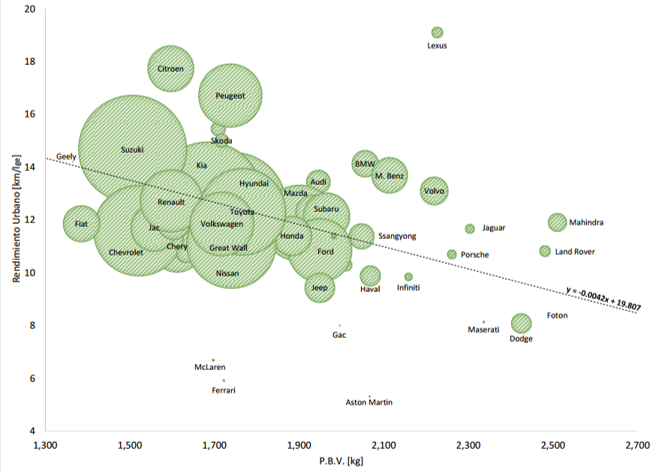 20
Lexus
18
Citroen
Peugeot
16
Skoda
Suzuki
Geely
Kia
14
BMW
M. Benz
Hyundai
Audi
Volvo
Mazda
Renault
Toyota
Subaru
12
Fiat
Jac
Volkswagen
Honda
Ssangyong
Jaguar
Mahindra
Chevrolet
Chery
Great Wall
Ford
Porsche
Land Rover
10
Nissan
Jeep
Haval
Infiniti
y = -0.0042x + 19.807
8
Gac
Maserati
Dodge
Foton
McLaren
6
Ferrari
Aston Martin
4
1,300 1,500 1,700 1,900 2,100 2,300 2,500 2,700
P.B.V. [kg]
Rendimiento Urbano [km/lge]